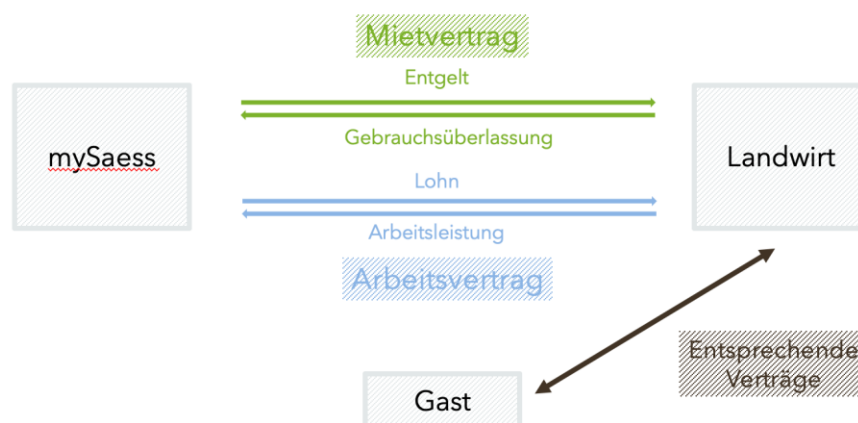 Mietvertrag
Entgelt
Gebrauchsüberlassung
mySaess
Landwirt
Lohn
Arbeitsleistung
Arbeitsvertrag
Entsprechende
Verträge
Gast